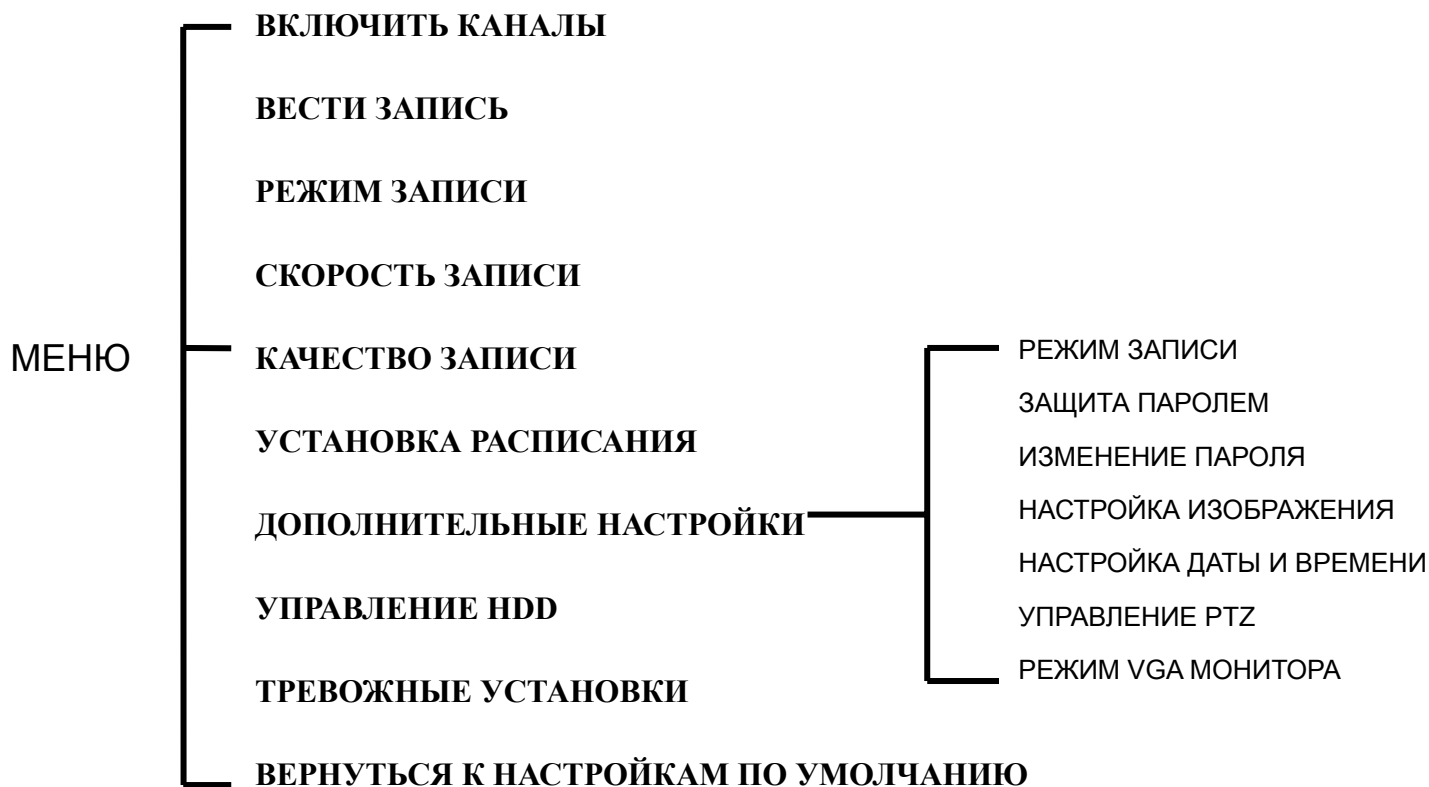 ВКЛЮЧИТЬ КАНАЛЫ
ВЕСТИ ЗАПИСЬ
РЕЖИМ ЗАПИСИ
СКОРОСТЬ ЗАПИСИ
МЕНЮ
КАЧЕСТВО ЗАПИСИ
УСТАНОВКА РАСПИСАНИЯ
ДОПОЛНИТЕЛЬНЫЕ НАСТРОЙКИ
УПРАВЛЕНИЕ HDD
ТРЕВОЖНЫЕ УСТАНОВКИ
ВЕРНУТЬСЯ К НАСТРОЙКАМ ПО УМОЛЧАНИЮ
РЕЖИМ ЗАПИСИ
ЗАЩИТА ПАРОЛЕМ
ИЗМЕНЕНИЕ ПАРОЛЯ
НАСТРОЙКА ИЗОБРАЖЕНИЯ
НАСТРОЙКА ДАТЫ И ВРЕМЕНИ
УПРАВЛЕНИЕ PTZ
РЕЖИМ VGA МОНИТОРА